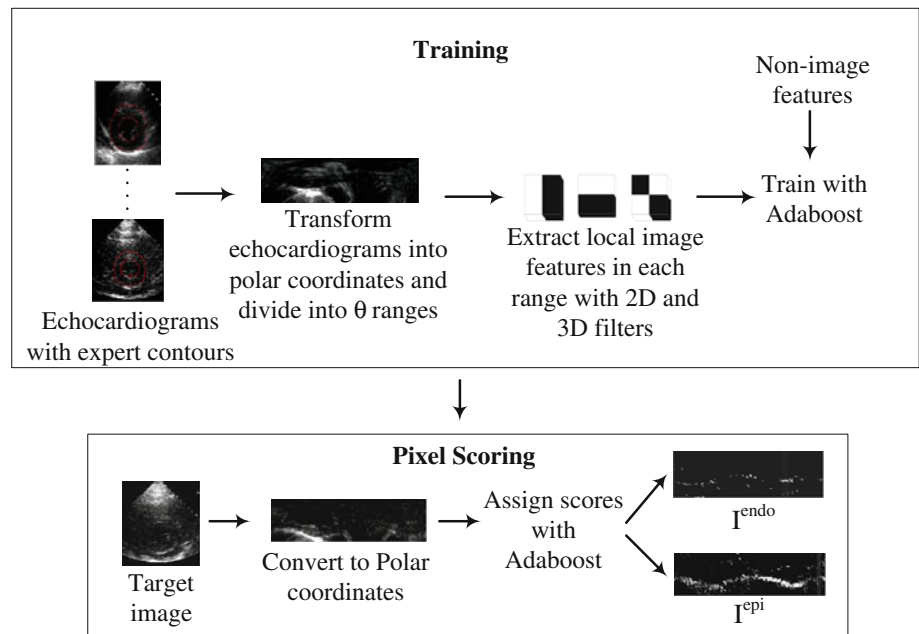 Training
Non-image
features
Echocardiograms
with expert contours
Transform
echocardiograms into
polar coordinates and
divide into θ ranges
Extract local image
features in each
range with 2D and
3D filters
Train with
Adaboost
Pixel Scoring
Target
image
Convert to Polar
coordinates
Assign scores
with
Adaboost
I^endo
I^epi